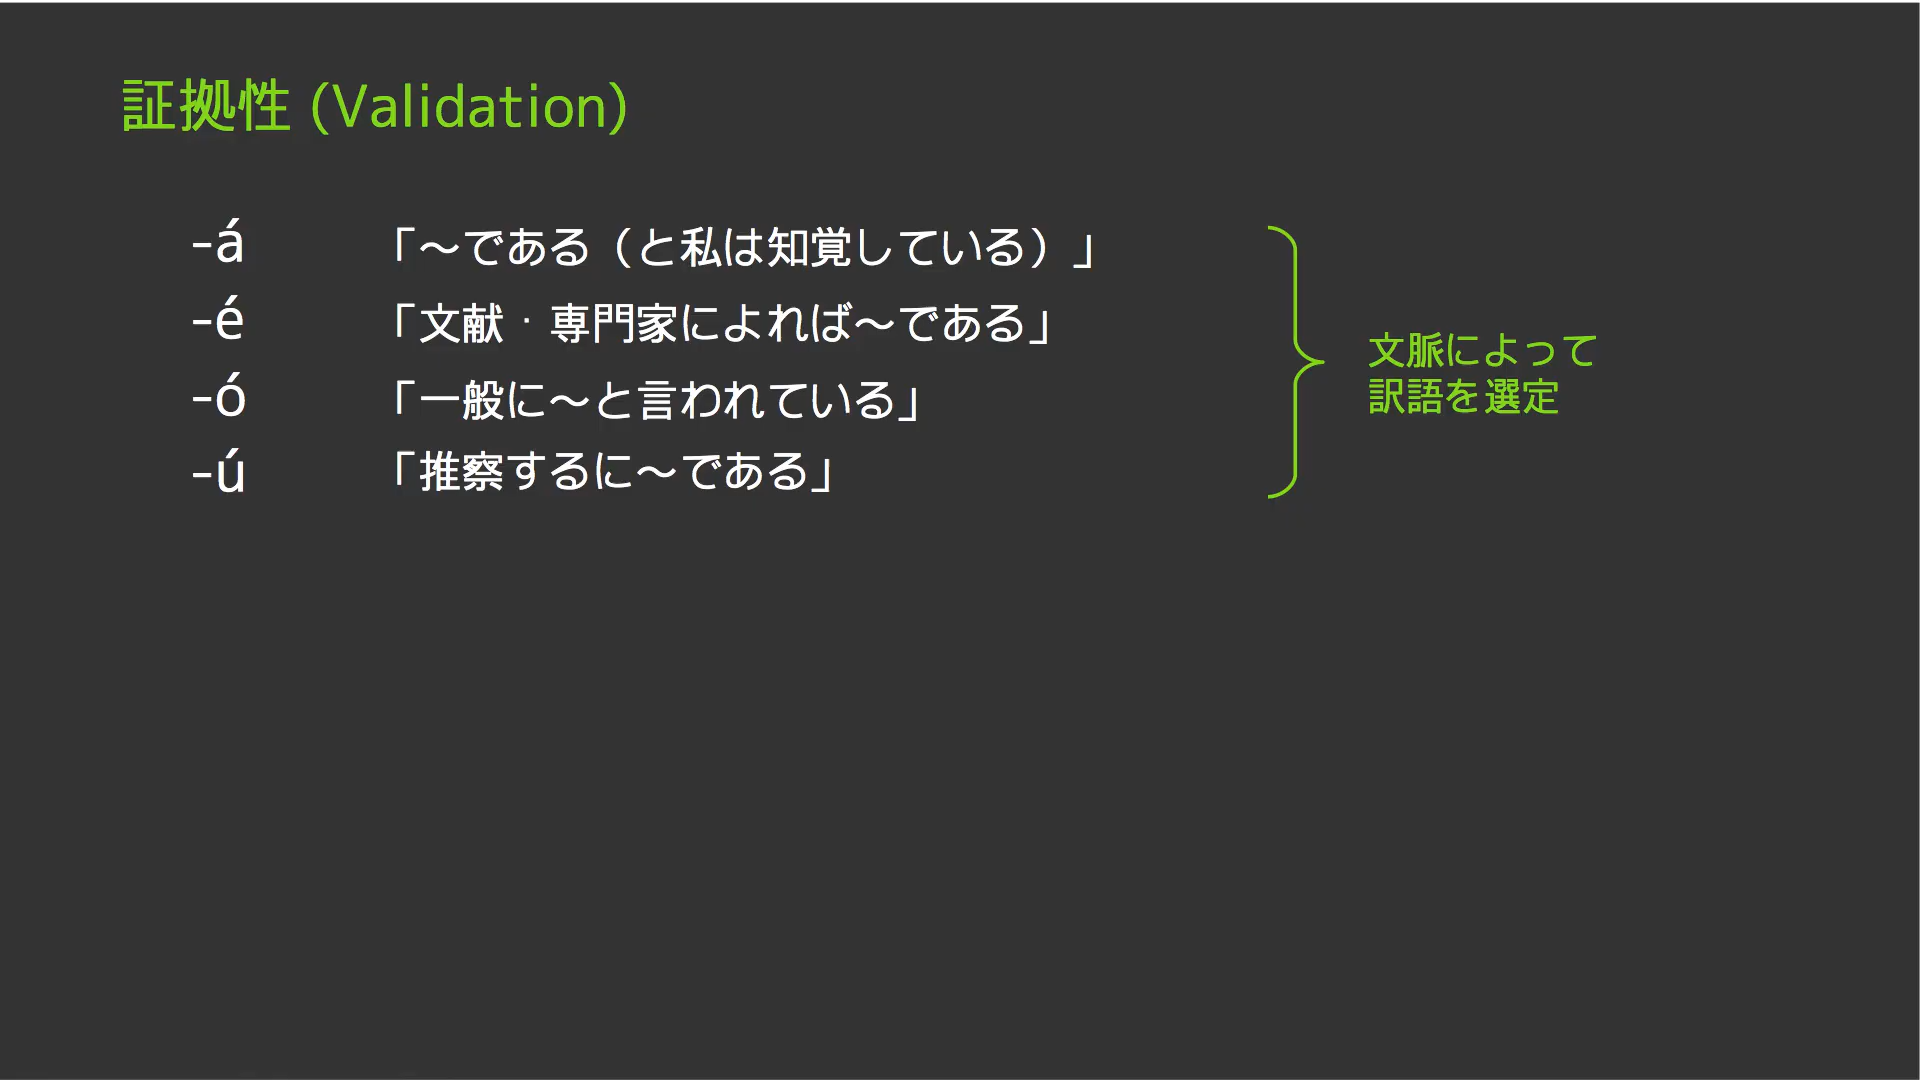 証拠性 (Validation)
-á 「〜である（と私は知覚している）」
-é 「文献・専門家によれば〜である」
-ó 「一般に〜と言われている」
-ú 「推察するに〜である」
文脈によって
訳語を選定